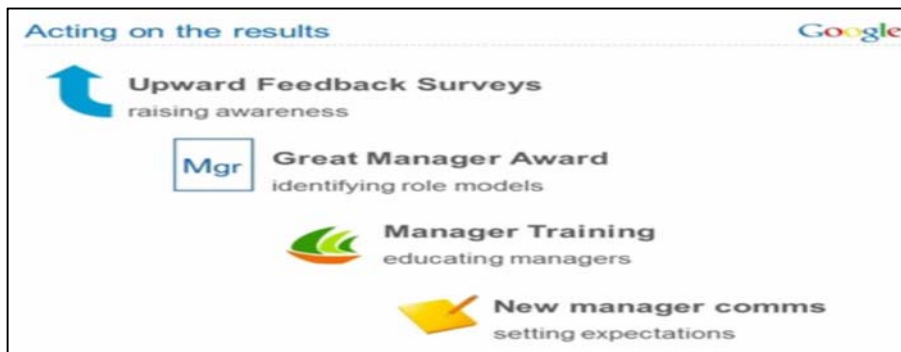 Acting on the results
Google
Upward Feedback Surveys
raising awareness
Mgr
Great Manager Award
identifying role models
Manager Training
educating managers
New manager comms
setting expectations